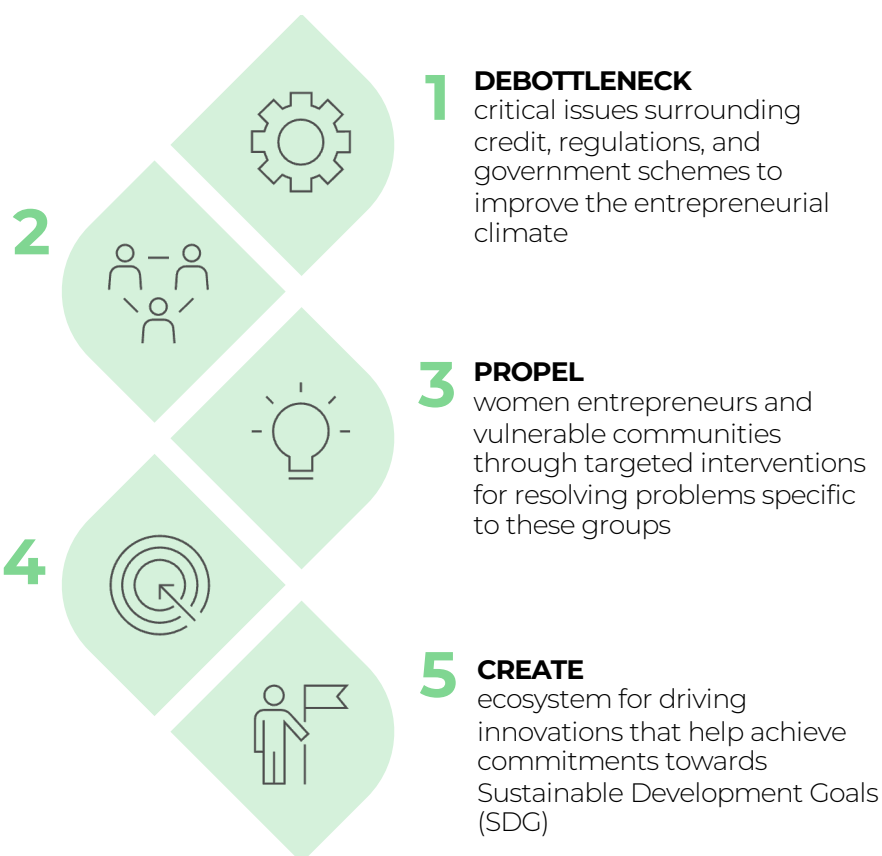 1
DEBOTTLENECK
critical issues surrounding
credit, regulations, and
government schemes to
improve the entrepreneurial
climate
2
3
PROPEL
women entrepreneurs and
vulnerable communities
through targeted interventions
for resolving problems specific
to these groups
4
5
CREATE
ecosystem for driving
innovations that help achieve
commitments towards
Sustainable Development Goals
(SDG)